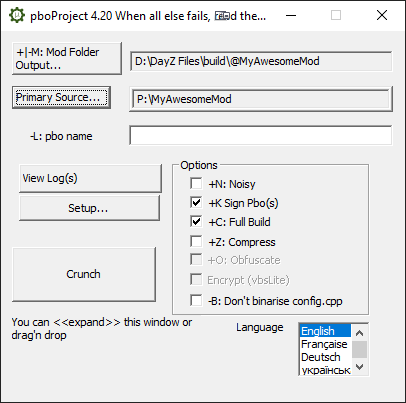 pboProject 4.20 When all else fails, read the...
+|-M: Mod Folder
Output...
D:\DayZ Files\build\@MyAwesomeMod
Primary Source...
P:\MyAwesomeMod
-L: pbo name
View Log(s)
Setup...
Crunch
Options
+N: Noisy
+K Sign Pbo(s)
+C: Full Build
+Z: Compress
+O: Obfuscate
Encrypt (vbsLite)
-B: Don't binarise config.cpp
You can <<expand>> this window or
drag'n drop
Language
English
Française
Deutsch
українськ